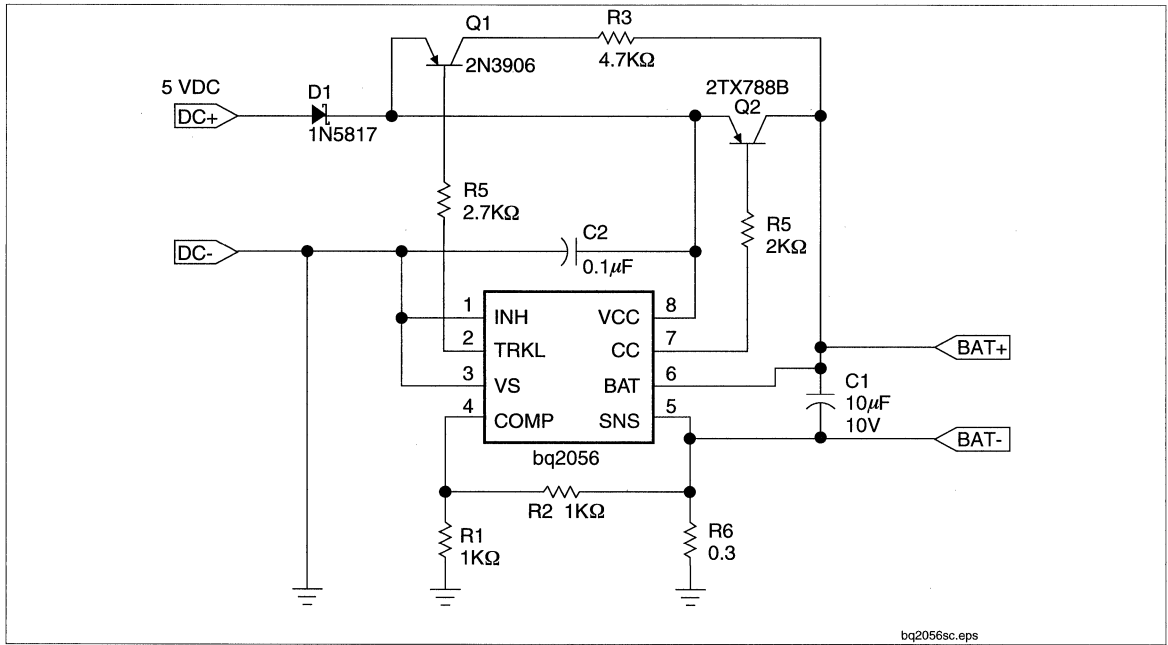 Q1
2N3906
R3
4.7KΩ
5 VDC
DC+
D1
1N5817
2TX788B
Q2
R5
2.7KΩ
R5
2KΩ
DC-
C2
0.1µF
1 INH VCC 8
2 TRKL CC 7
3 VS BAT 6
4 COMP SNS 5
bq2056
BAT+
C1
10µF
10V
BAT-
R2 1KΩ
R1
1KΩ
R6
0.3
bq2056sc.eps